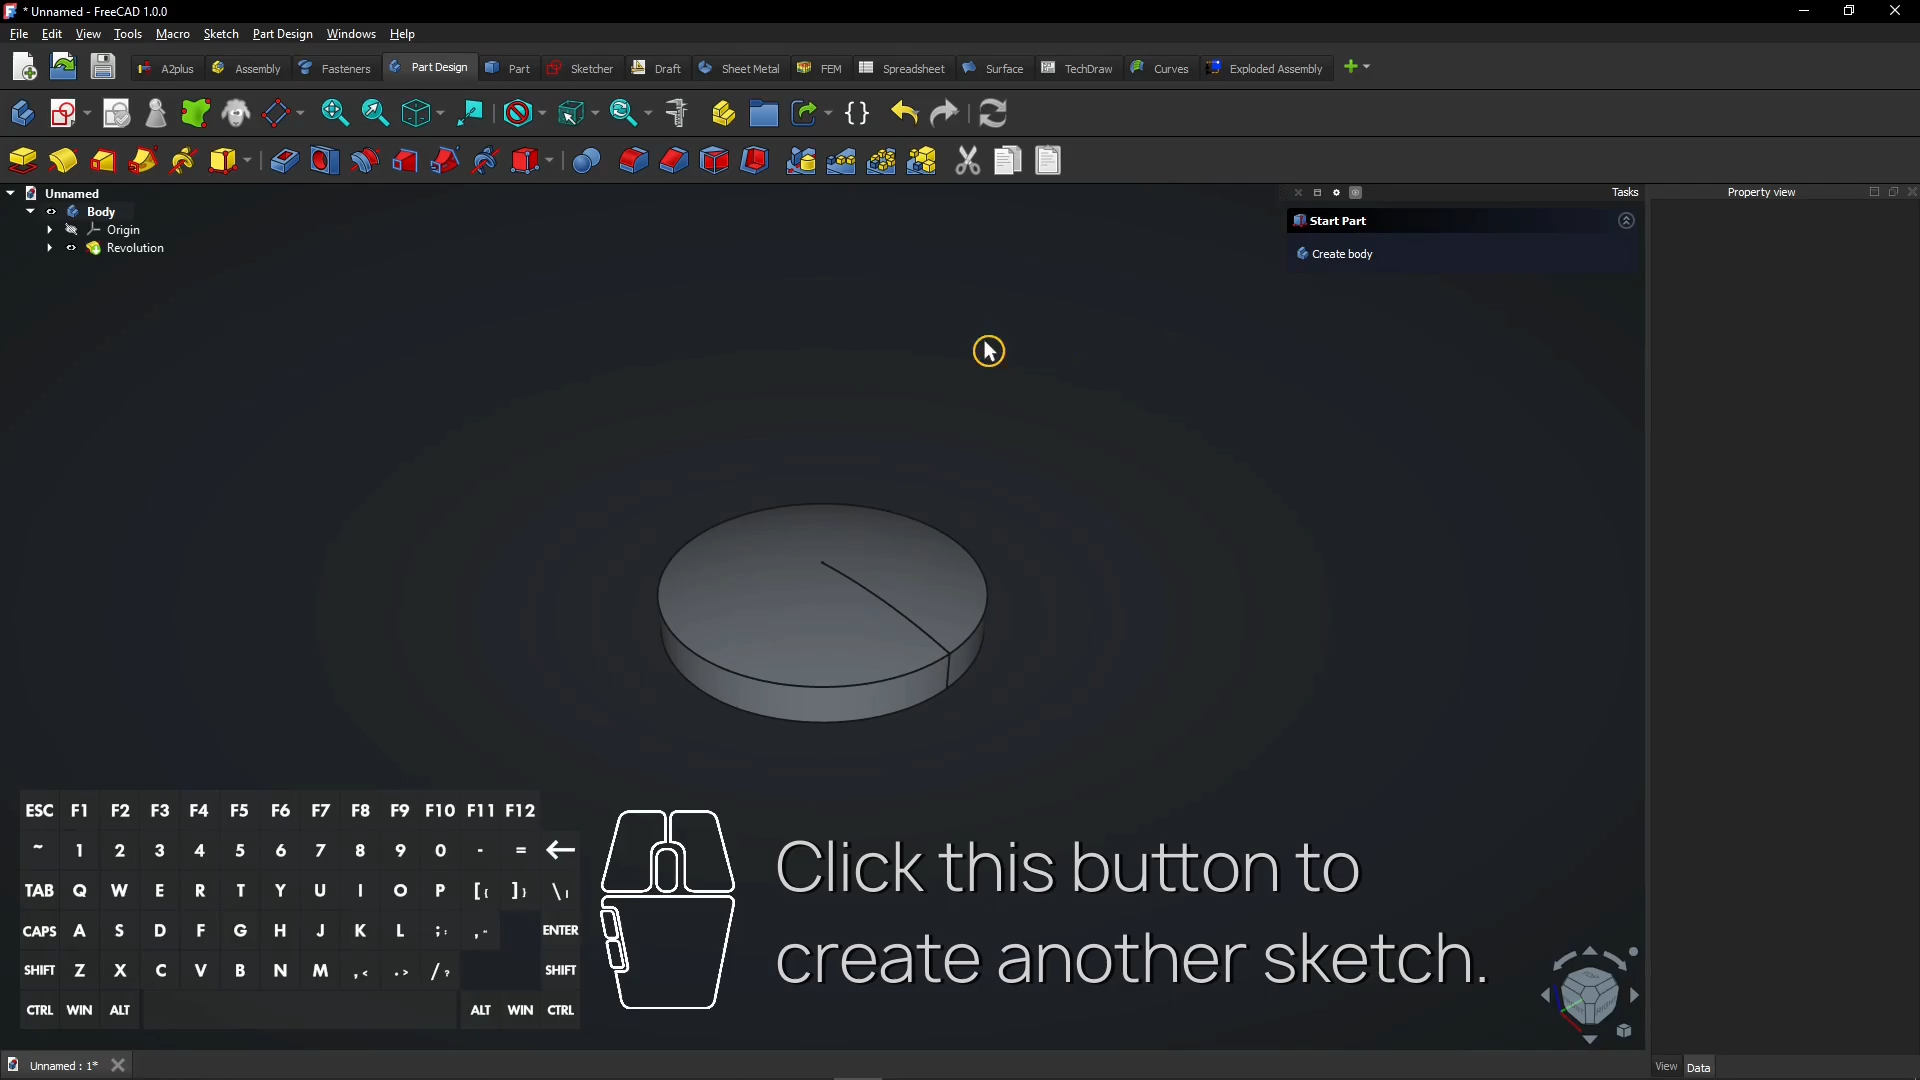 * Unnamed - FreeCAD 1.0.0
File Edit View Tools Macro Sketch Part Design Windows Help
A2plus Assembly Fasteners Part Design Part Sketcher Draft Sheet Metal FEM Spreadsheet Surface TechDraw Curves Exploded Assembly
Unnamed
Body
Origin
Revolution
Tasks
Start Part
Create body
Property view
ESC F1 F2 F3 F4 F5 F6 F7 F8 F9 F10 F11 F12
~ 1 2 3 4 5 6 7 8 9 0 - = ←
TAB Q W E R T Y U I O P [{ ]} \|
CAPS A S D F G H J K L ;: ," ENTER
SHIFT Z X C V B N M ,< .> /? SHIFT
CTRL WIN ALT ALT WIN CTRL
Click this button to
create another sketch.
Unnamed : 1*
View Data